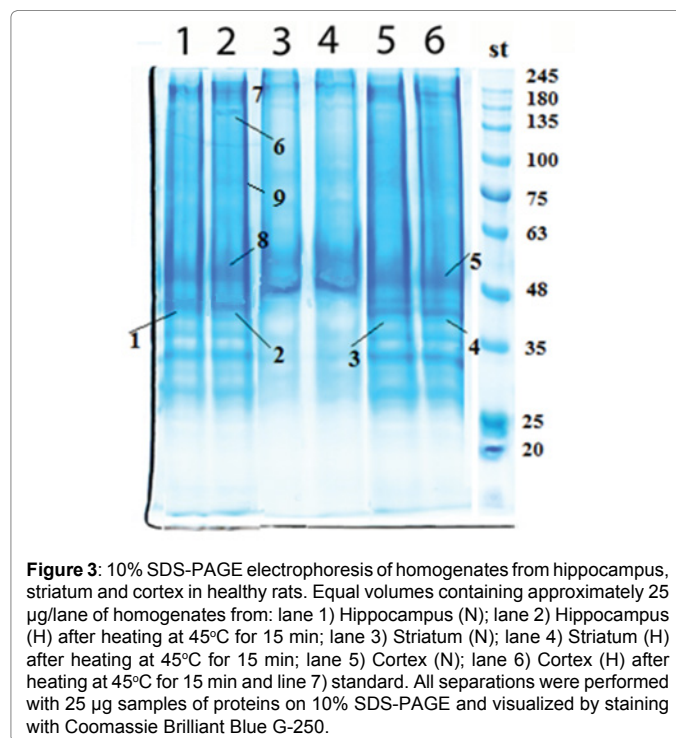 1 2 3 4 5 6 st
245
7
180
135
6
100
9
75
63
8
5
48
1
2
3
4
35
25
20
Figure 3: 10% SDS-PAGE electrophoresis of homogenates from hippocampus,
striatum and cortex in healthy rats. Equal volumes containing approximately 25
µg/lane of homogenates from: lane 1) Hippocampus (N); lane 2) Hippocampus
(H) after heating at 45°C for 15 min; lane 3) Striatum (N); lane 4) Striatum (H)
after heating at 45°C for 15 min; lane 5) Cortex (N); lane 6) Cortex (H) after
heating at 45°C for 15 min and line 7) standard. All separations were performed
with 25 µg samples of proteins on 10% SDS-PAGE and visualized by staining
with Coomassie Brilliant Blue G-250.